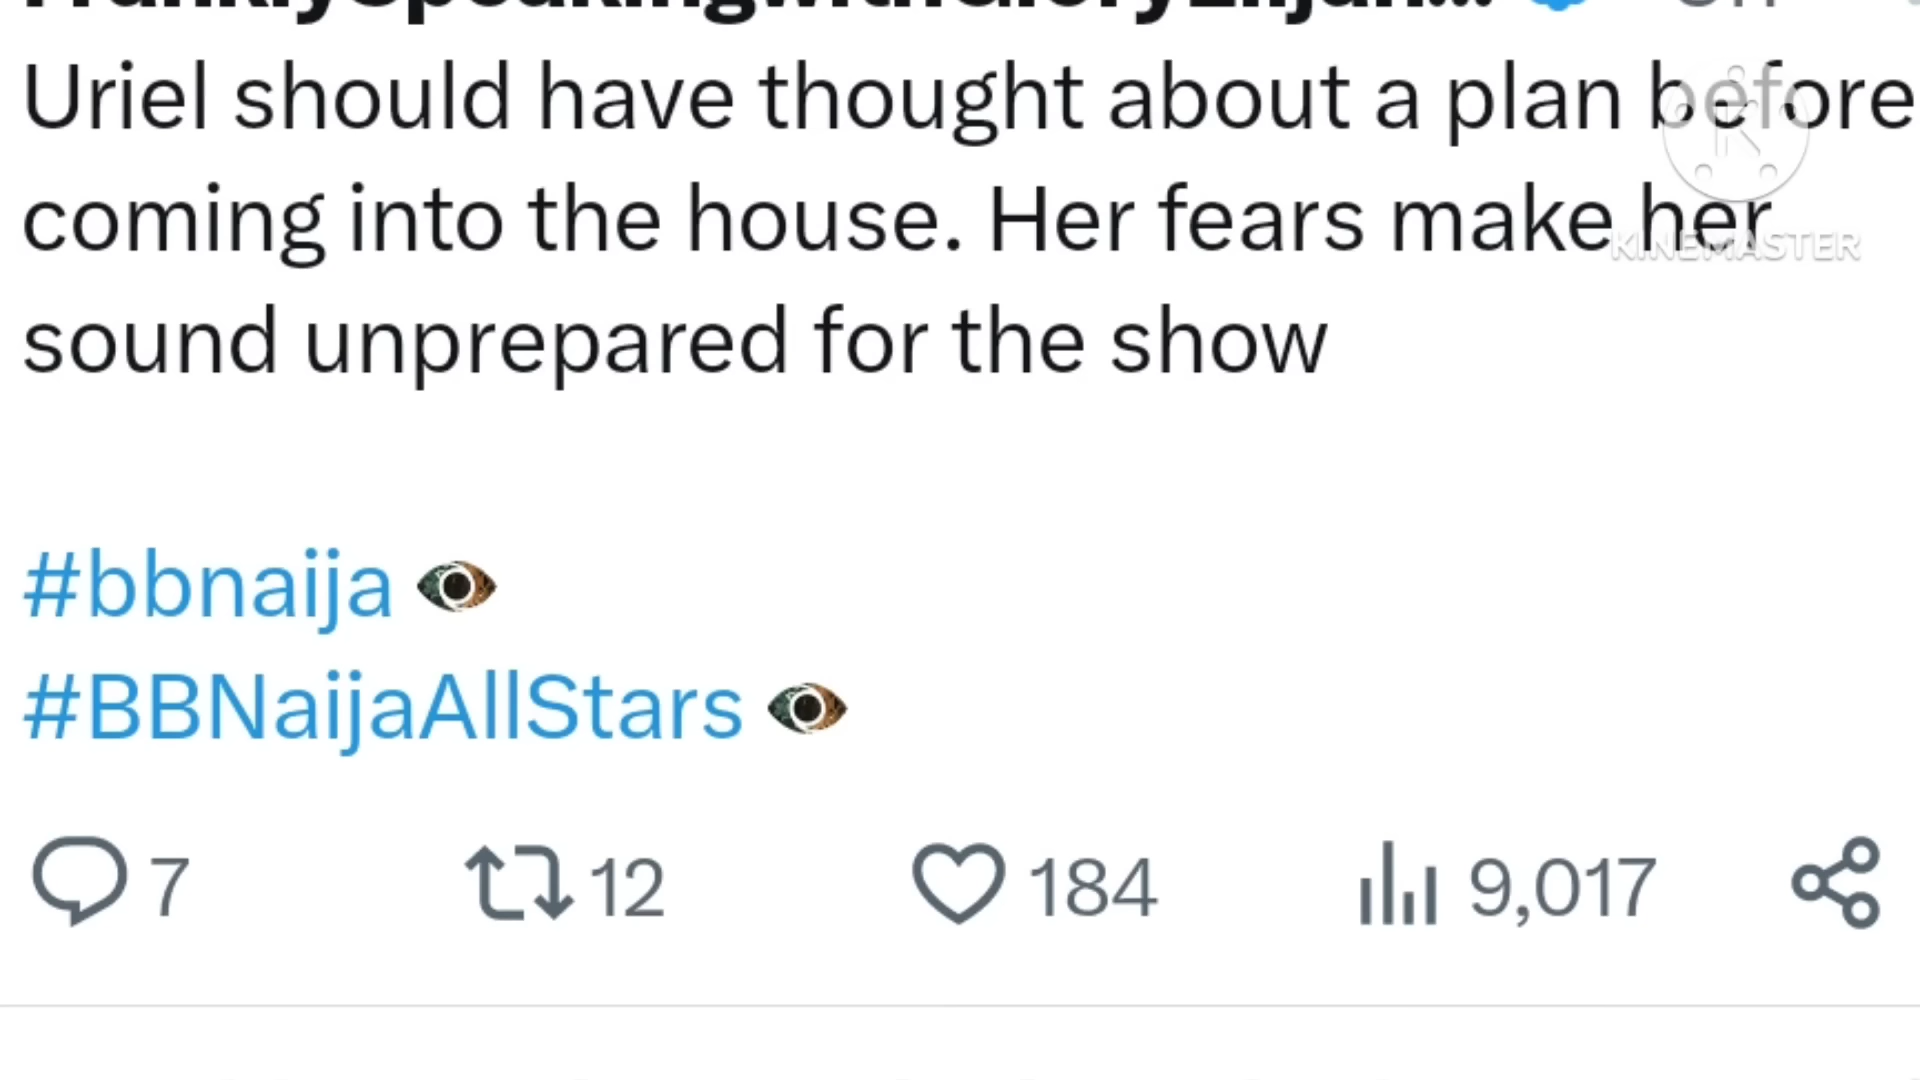 FranklySpeakingwithGloryElijah...
Uriel should have thought about a plan before
coming into the house. Her fears make her
sound unprepared for the show
#bbnaija
#BBNaijaAllStars
7 12 184 9,017
KINEMASTER